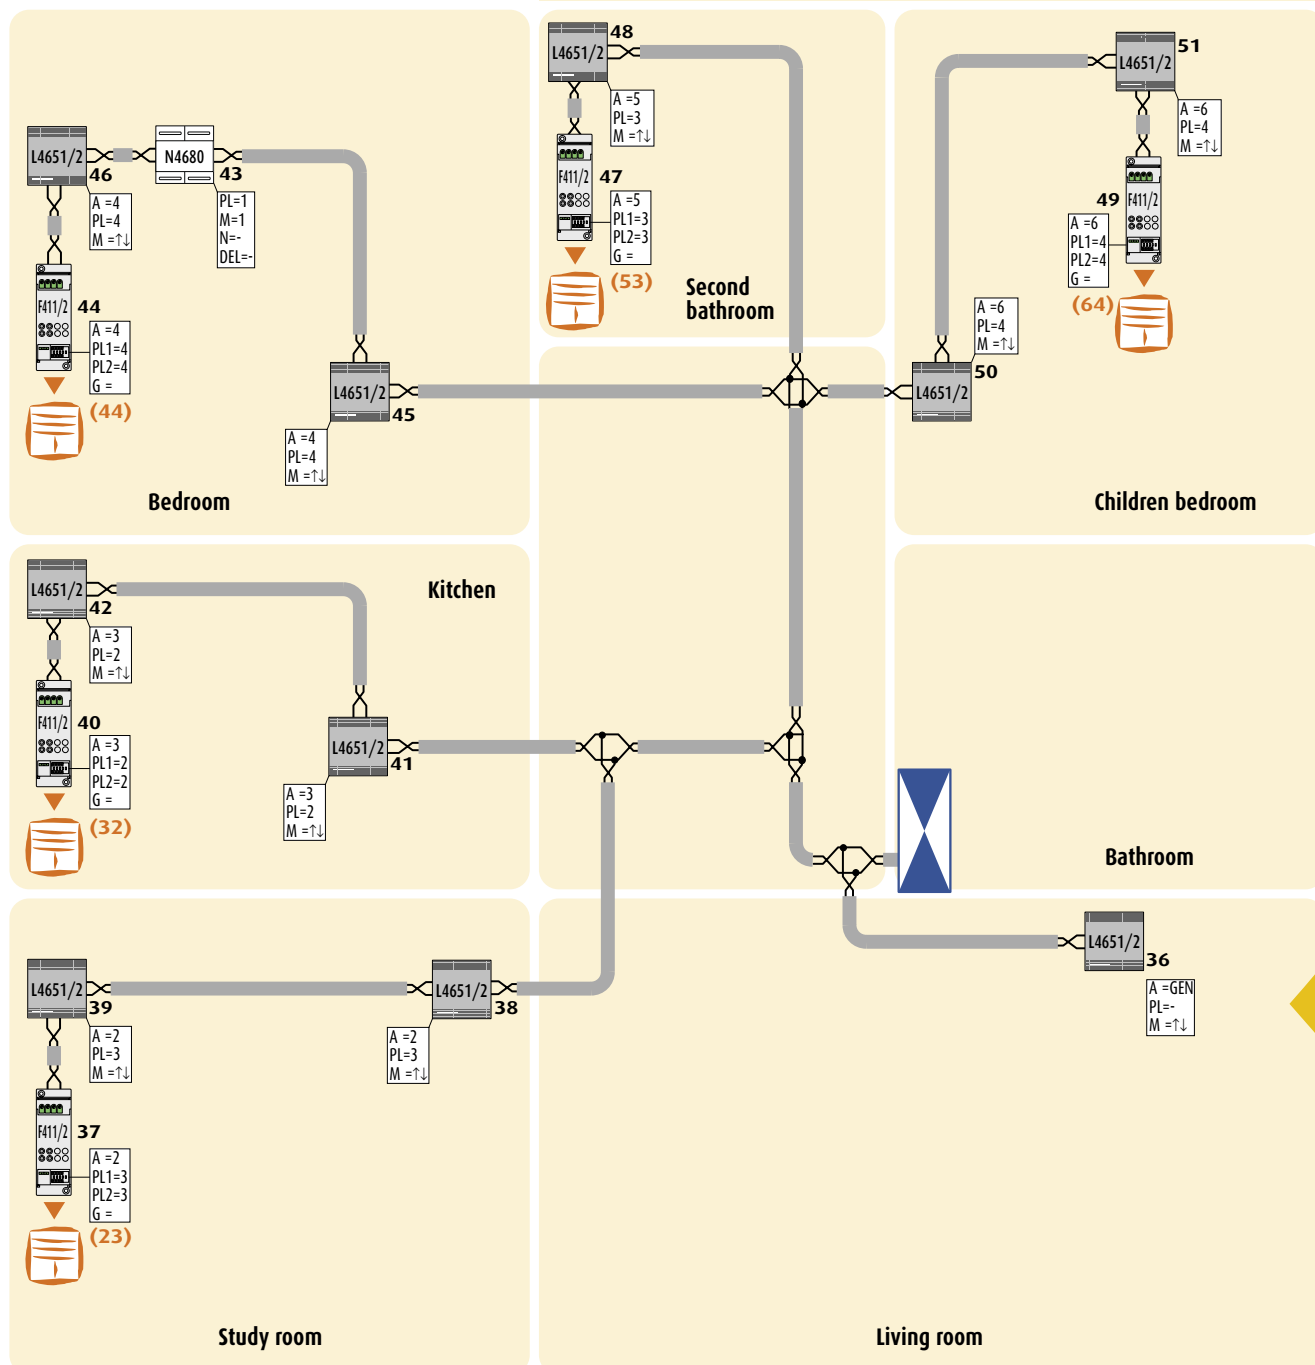 L4651/2
46
A =4
PL=4
M =↑↓
N4680
43
PL=1
M=1
N=-
DEL=-
F411/2
44
A =4
PL1=4
PL2=4
G =
(44)
L4651/2
45
A =4
PL=4
M =↑↓
Bedroom
L4651/2
48
A =5
PL=3
M =↑↓
F411/2
47
A =5
PL1=3
PL2=3
G =
(53)
Second
bathroom
L4651/2
51
A =6
PL=4
M =↑↓
F411/2
49
A =6
PL1=4
PL2=4
G =
(64)
A =6
PL=4
M =↑↓
L4651/2
50
Children bedroom
L4651/2
42
A =3
PL=2
M =↑↓
Kitchen
F411/2
40
A =3
PL1=2
PL2=2
G =
(32)
L4651/2
41
A =3
PL=2
M =↑↓
Bathroom
L4651/2
39
A =2
PL=3
M =↑↓
L4651/2
38
A =2
PL=3
M =↑↓
F411/2
37
A =2
PL1=3
PL2=3
G =
(23)
Study room
L4651/2
36
A =GEN
PL=-
M =↑↓
Living room